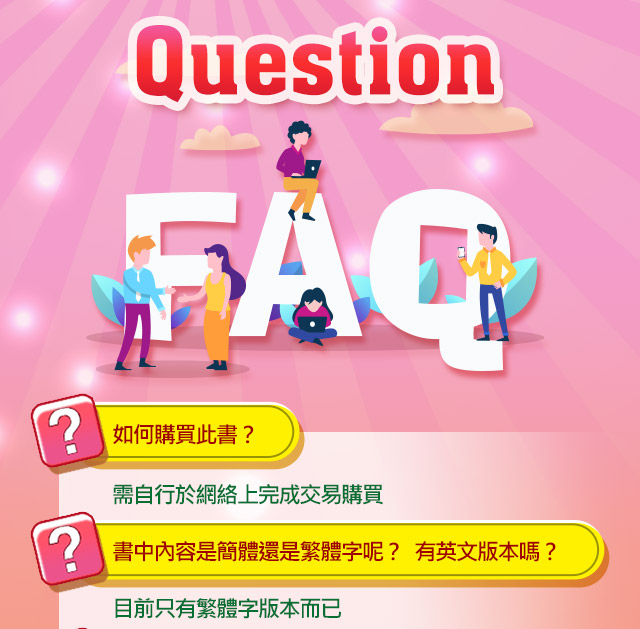 Question
FAQ
? 如何購買此書？
需自行於網絡上完成交易購買
? 書中內容是簡體還是繁體字呢？ 有英文版本嗎？
目前只有繁體字版本而已